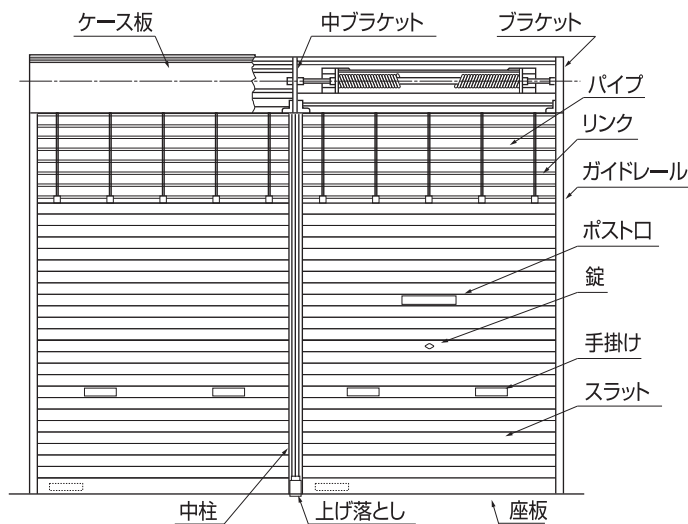 ケース板
中ブラケット
ブラケット
パイプ
リンク
ガイドレール
ポスト口
錠
手掛け
スラット
中柱
上げ落とし
座板